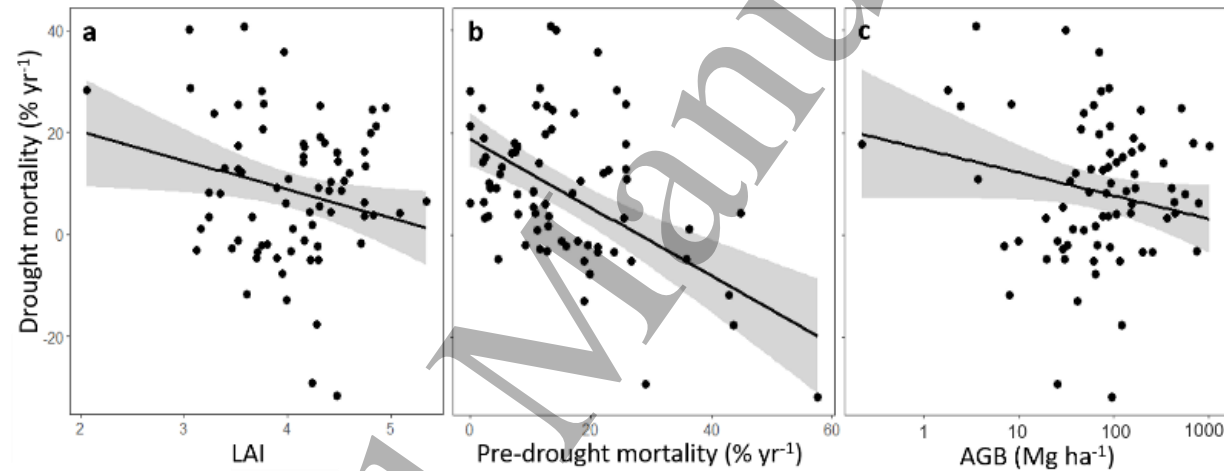 a
b
c
Drought mortality (% yr⁻¹)
40
20
0
-20
2 3 4 5
LAI
0 20 40 60
Pre-drought mortality (% yr⁻¹)
1 10 100 1000
AGB (Mg ha⁻¹)